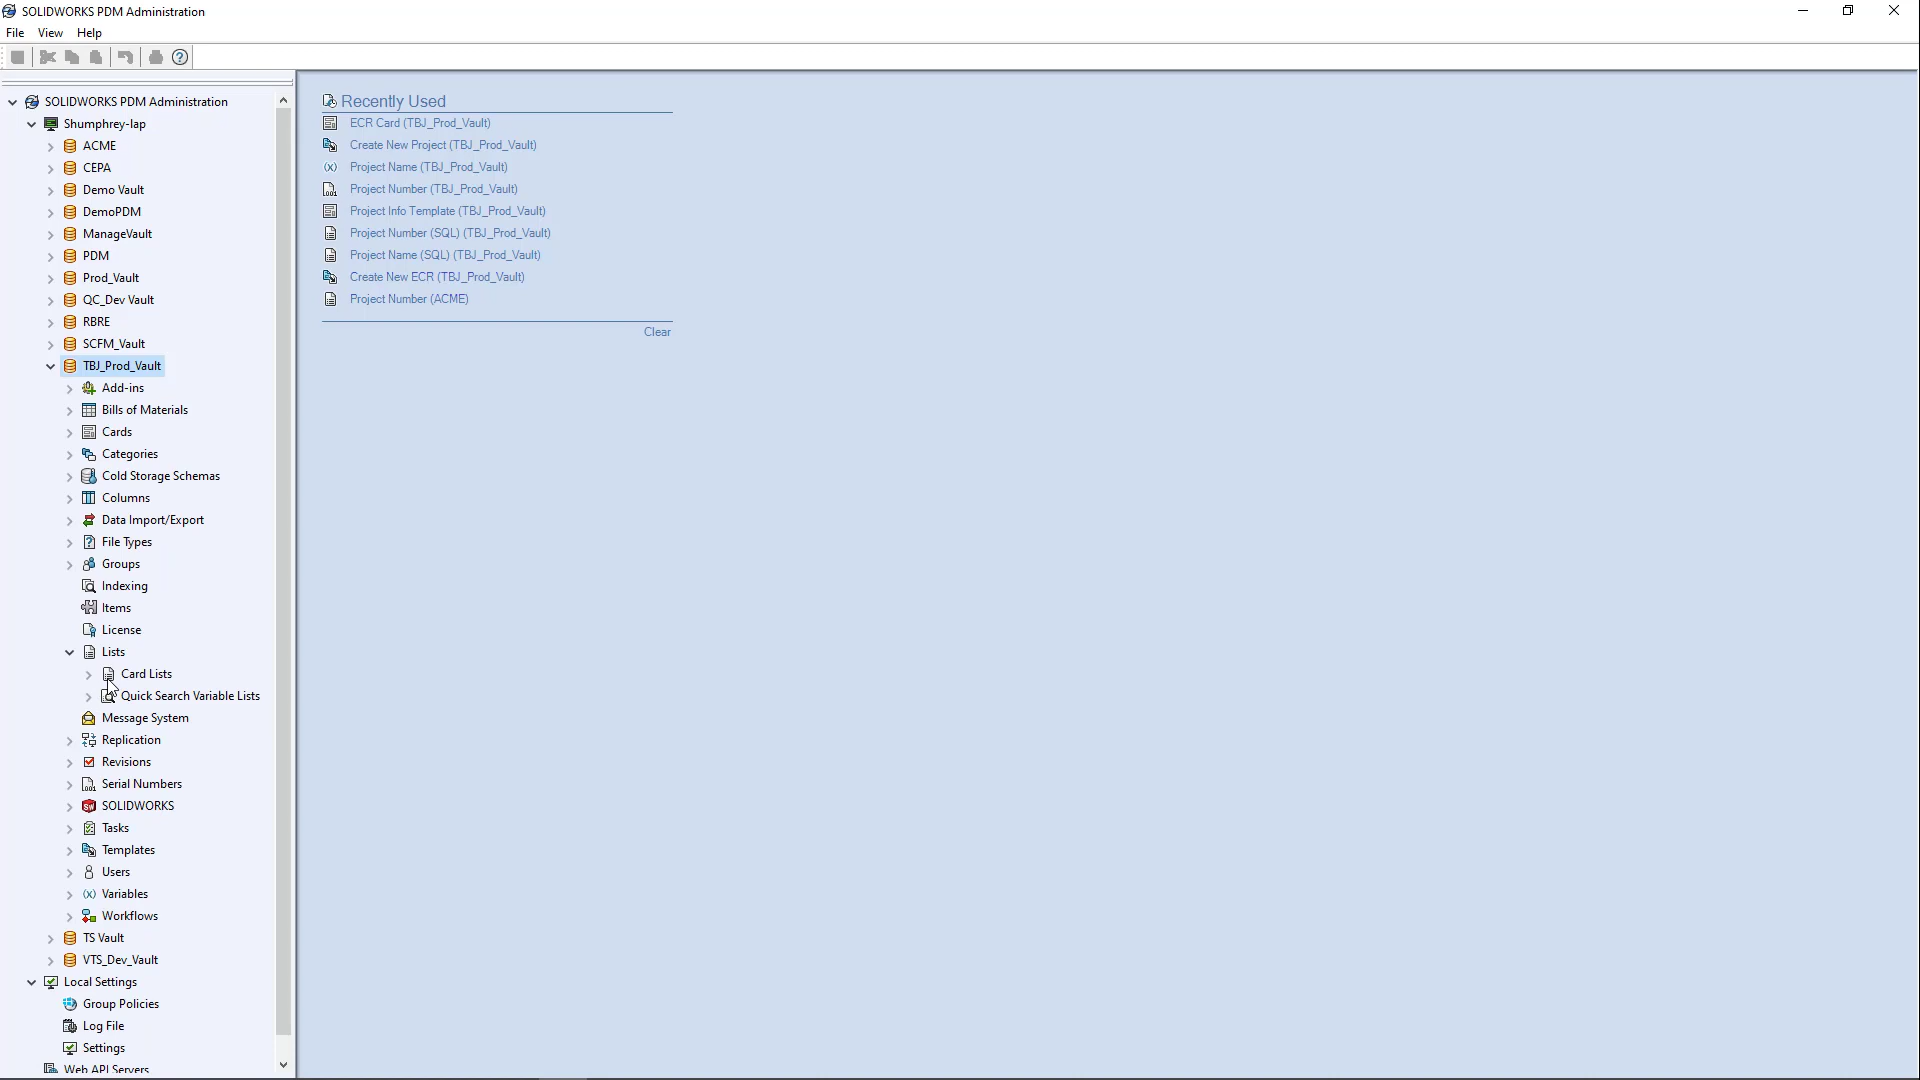 SOLIDWORKS PDM Administration
File View Help
SOLIDWORKS PDM Administration
Shumphrey-lap
ACME
CEPA
Demo Vault
DemoPDM
ManageVault
PDM
Prod_Vault
QC_Dev Vault
RBRE
SCFM_Vault
TBJ_Prod_Vault
Add-ins
Bills of Materials
Cards
Categories
Cold Storage Schemas
Columns
Data Import/Export
File Types
Groups
Indexing
Items
License
Lists
Card Lists
Quick Search Variable Lists
Message System
Replication
Revisions
Serial Numbers
SOLIDWORKS
Tasks
Templates
Users
Variables
Workflows
TS Vault
VTS_Dev_Vault
Local Settings
Group Policies
Log File
Settings
Web API Servers
Recently Used
ECR Card (TBJ_Prod_Vault)
Create New Project (TBJ_Prod_Vault)
Project Name (TBJ_Prod_Vault)
Project Number (TBJ_Prod_Vault)
Project Info Template (TBJ_Prod_Vault)
Project Number (SQL) (TBJ_Prod_Vault)
Project Name (SQL) (TBJ_Prod_Vault)
Create New ECR (TBJ_Prod_Vault)
Project Number (ACME)
Clear